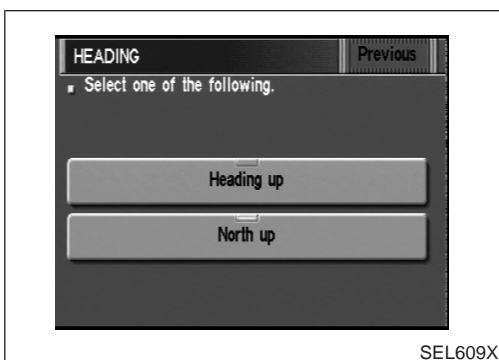 HEADING
Previous
Select one of the following.
Heading up
North up
SEL609X